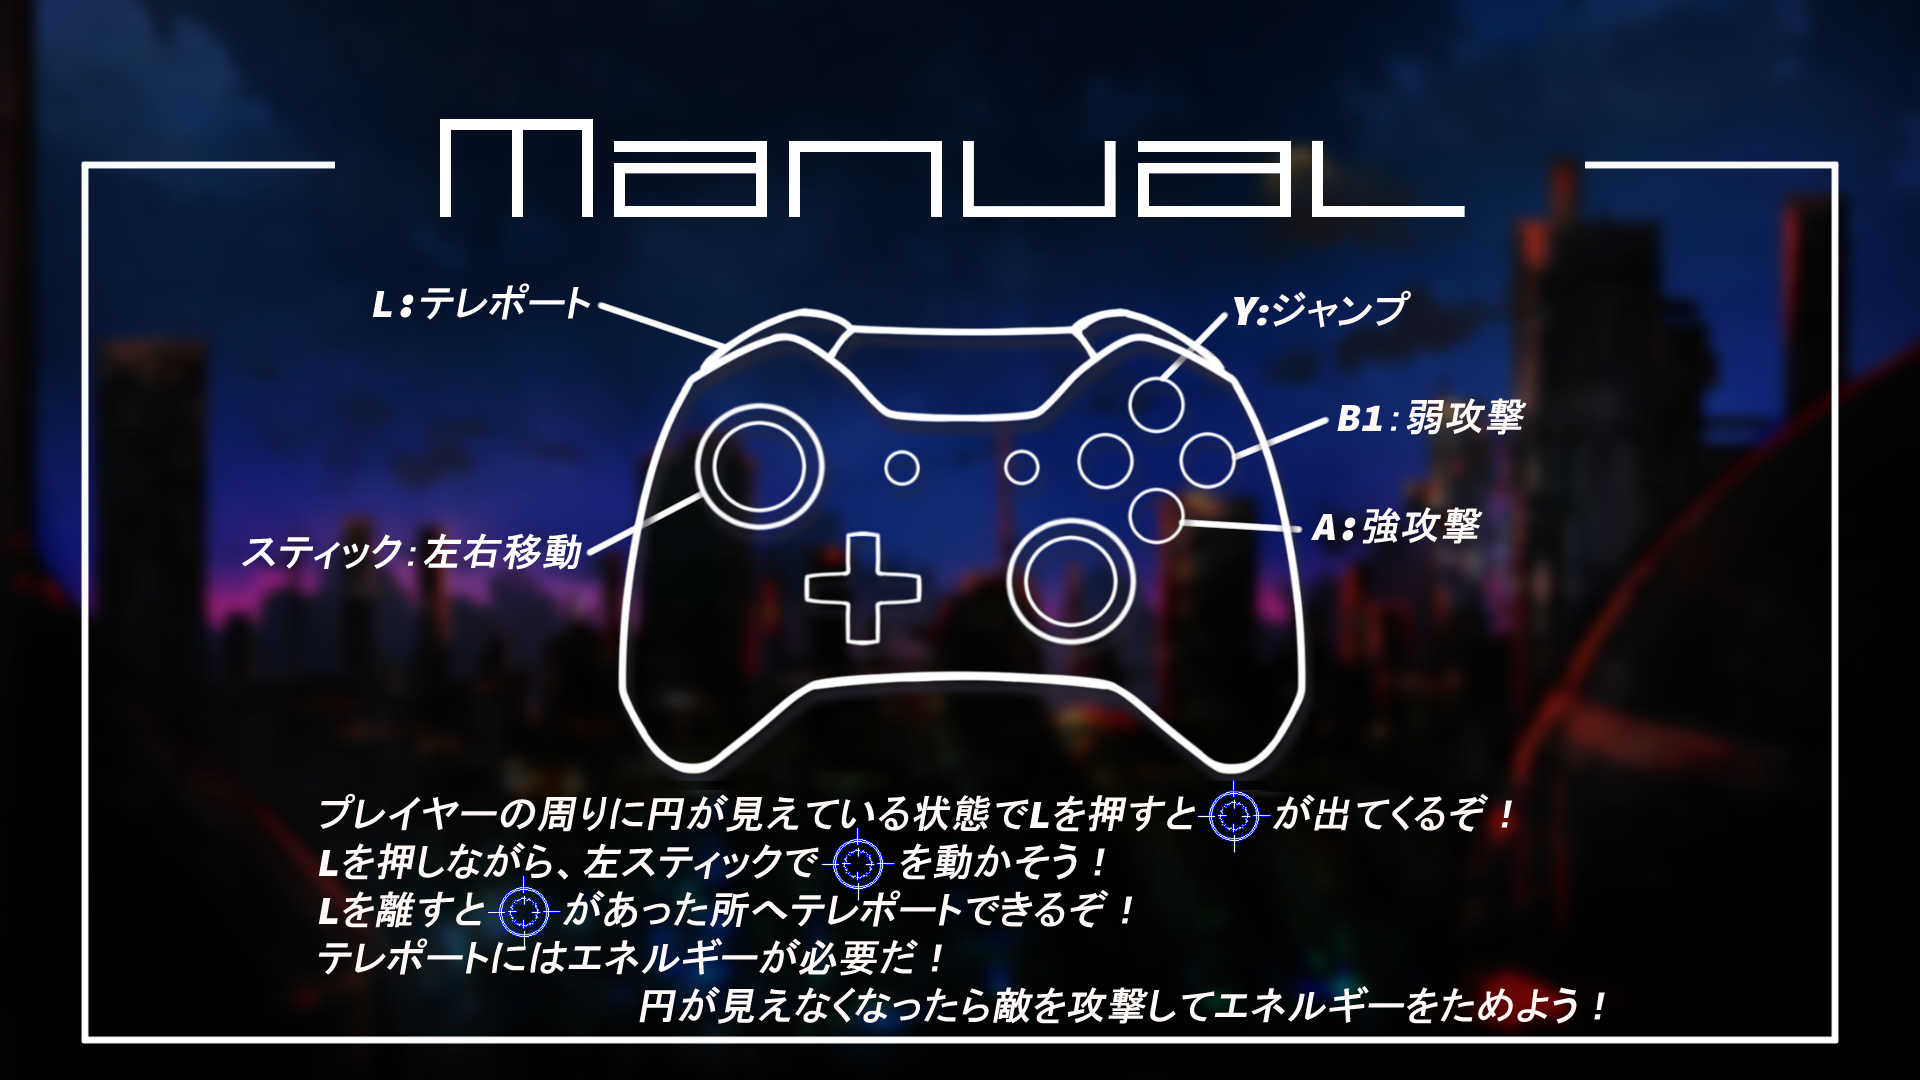 Manual
L:テレポート
Y:ジャンプ
B1:弱攻撃
A:強攻撃
スティック:左右移動
プレイヤーの周りに円が見えている状態でLを押すと が出てくるぞ！
Lを押しながら、左スティックで を動かそう！
Lを離すと があった所へテレポートできるぞ！
テレポートにはエネルギーが必要だ！
円が見えなくなったら敵を攻撃してエネルギーをためよう！